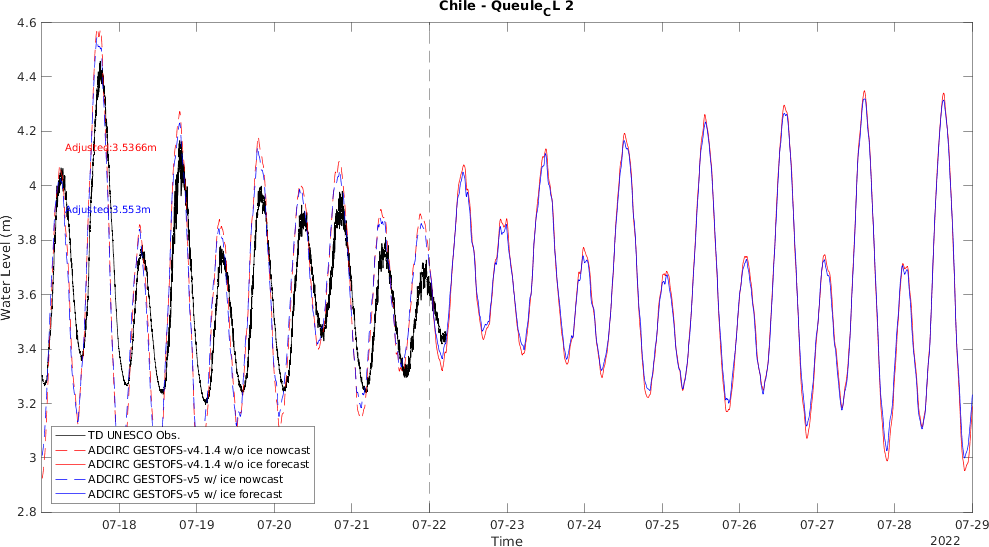 Chile - Queule_C L 2
4.6
4.4
4.2
4
3.8
3.6
3.4
3.2
3
2.8
Water Level (m)
Adjusted:3.5366m
Adjusted:3.553m
TD UNESCO Obs.
ADCIRC GESTOFS-v4.1.4 w/o ice nowcast
ADCIRC GESTOFS-v4.1.4 w/o ice forecast
ADCIRC GESTOFS-v5 w/ ice nowcast
ADCIRC GESTOFS-v5 w/ ice forecast
07-18 07-19 07-20 07-21 07-22 07-23 07-24 07-25 07-26 07-27 07-28 07-29
Time
2022